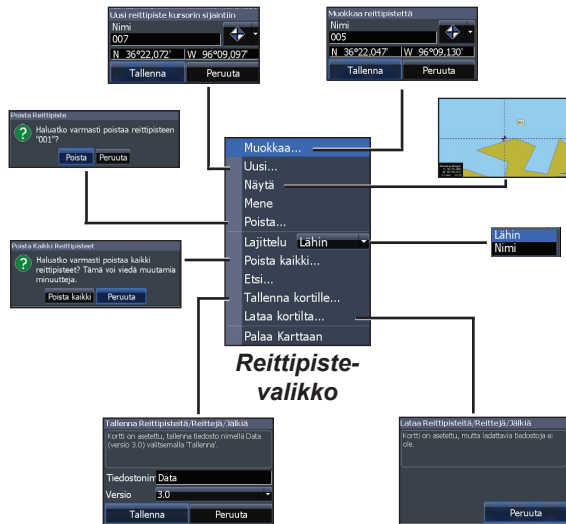 Uusi reittipiste kursorin sijaintiin
Nimi
007
N 36°22,072' W 96°09,097'
Tallenna Peruuta
Muokkaa reittipistettä
Nimi
005
N 36°22,047' W 96°09,130'
Tallenna Peruuta
Poista Reittipiste
Haluatko varmasti poistaa reittipisteen
"001"?
Poista Peruuta
Poista Kaikki Reittipisteet
Haluatko varmasti poistaa kaikki
reittipisteet? Tämä voi viedä muutamia
minuutteja.
Poista kaikki Peruuta
Muokkaa...
Uusi...
Näytä
Mene
Poista...
Lajittelu Lähin
Poista kaikki...
Etsi...
Tallenna kortille...
Lataa kortilta...
Palaa Karttaan
Lähin
Nimi
Reittipiste-
valikko
Tallenna Reittipisteitä/Reittejä/Jälkiä
Kortti on asetettu, tallenna tiedosto nimellä Data
(versio 3.0) valitsemalla 'Tallenna'.
Tiedostonim Data
Versio 3.0
Tallenna Peruuta
Lataa Reittipisteitä/Reittejä/Jälkiä
Kortti on asetettu, mutta ladattavia tiedostoja ei
ole.
Peruuta